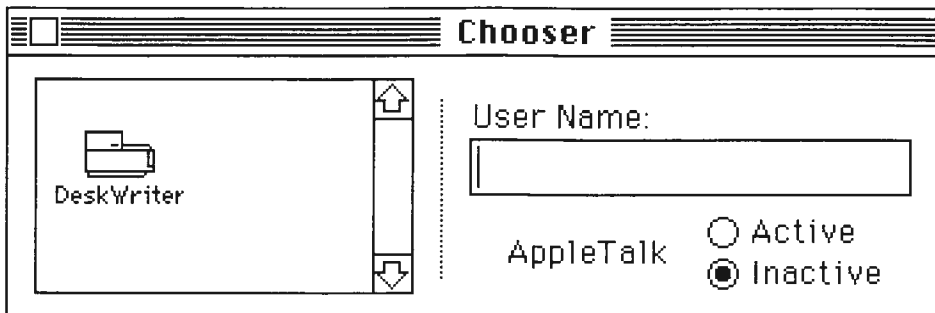 Chooser
DeskWriter
User Name:
AppleTalk
Active
Inactive